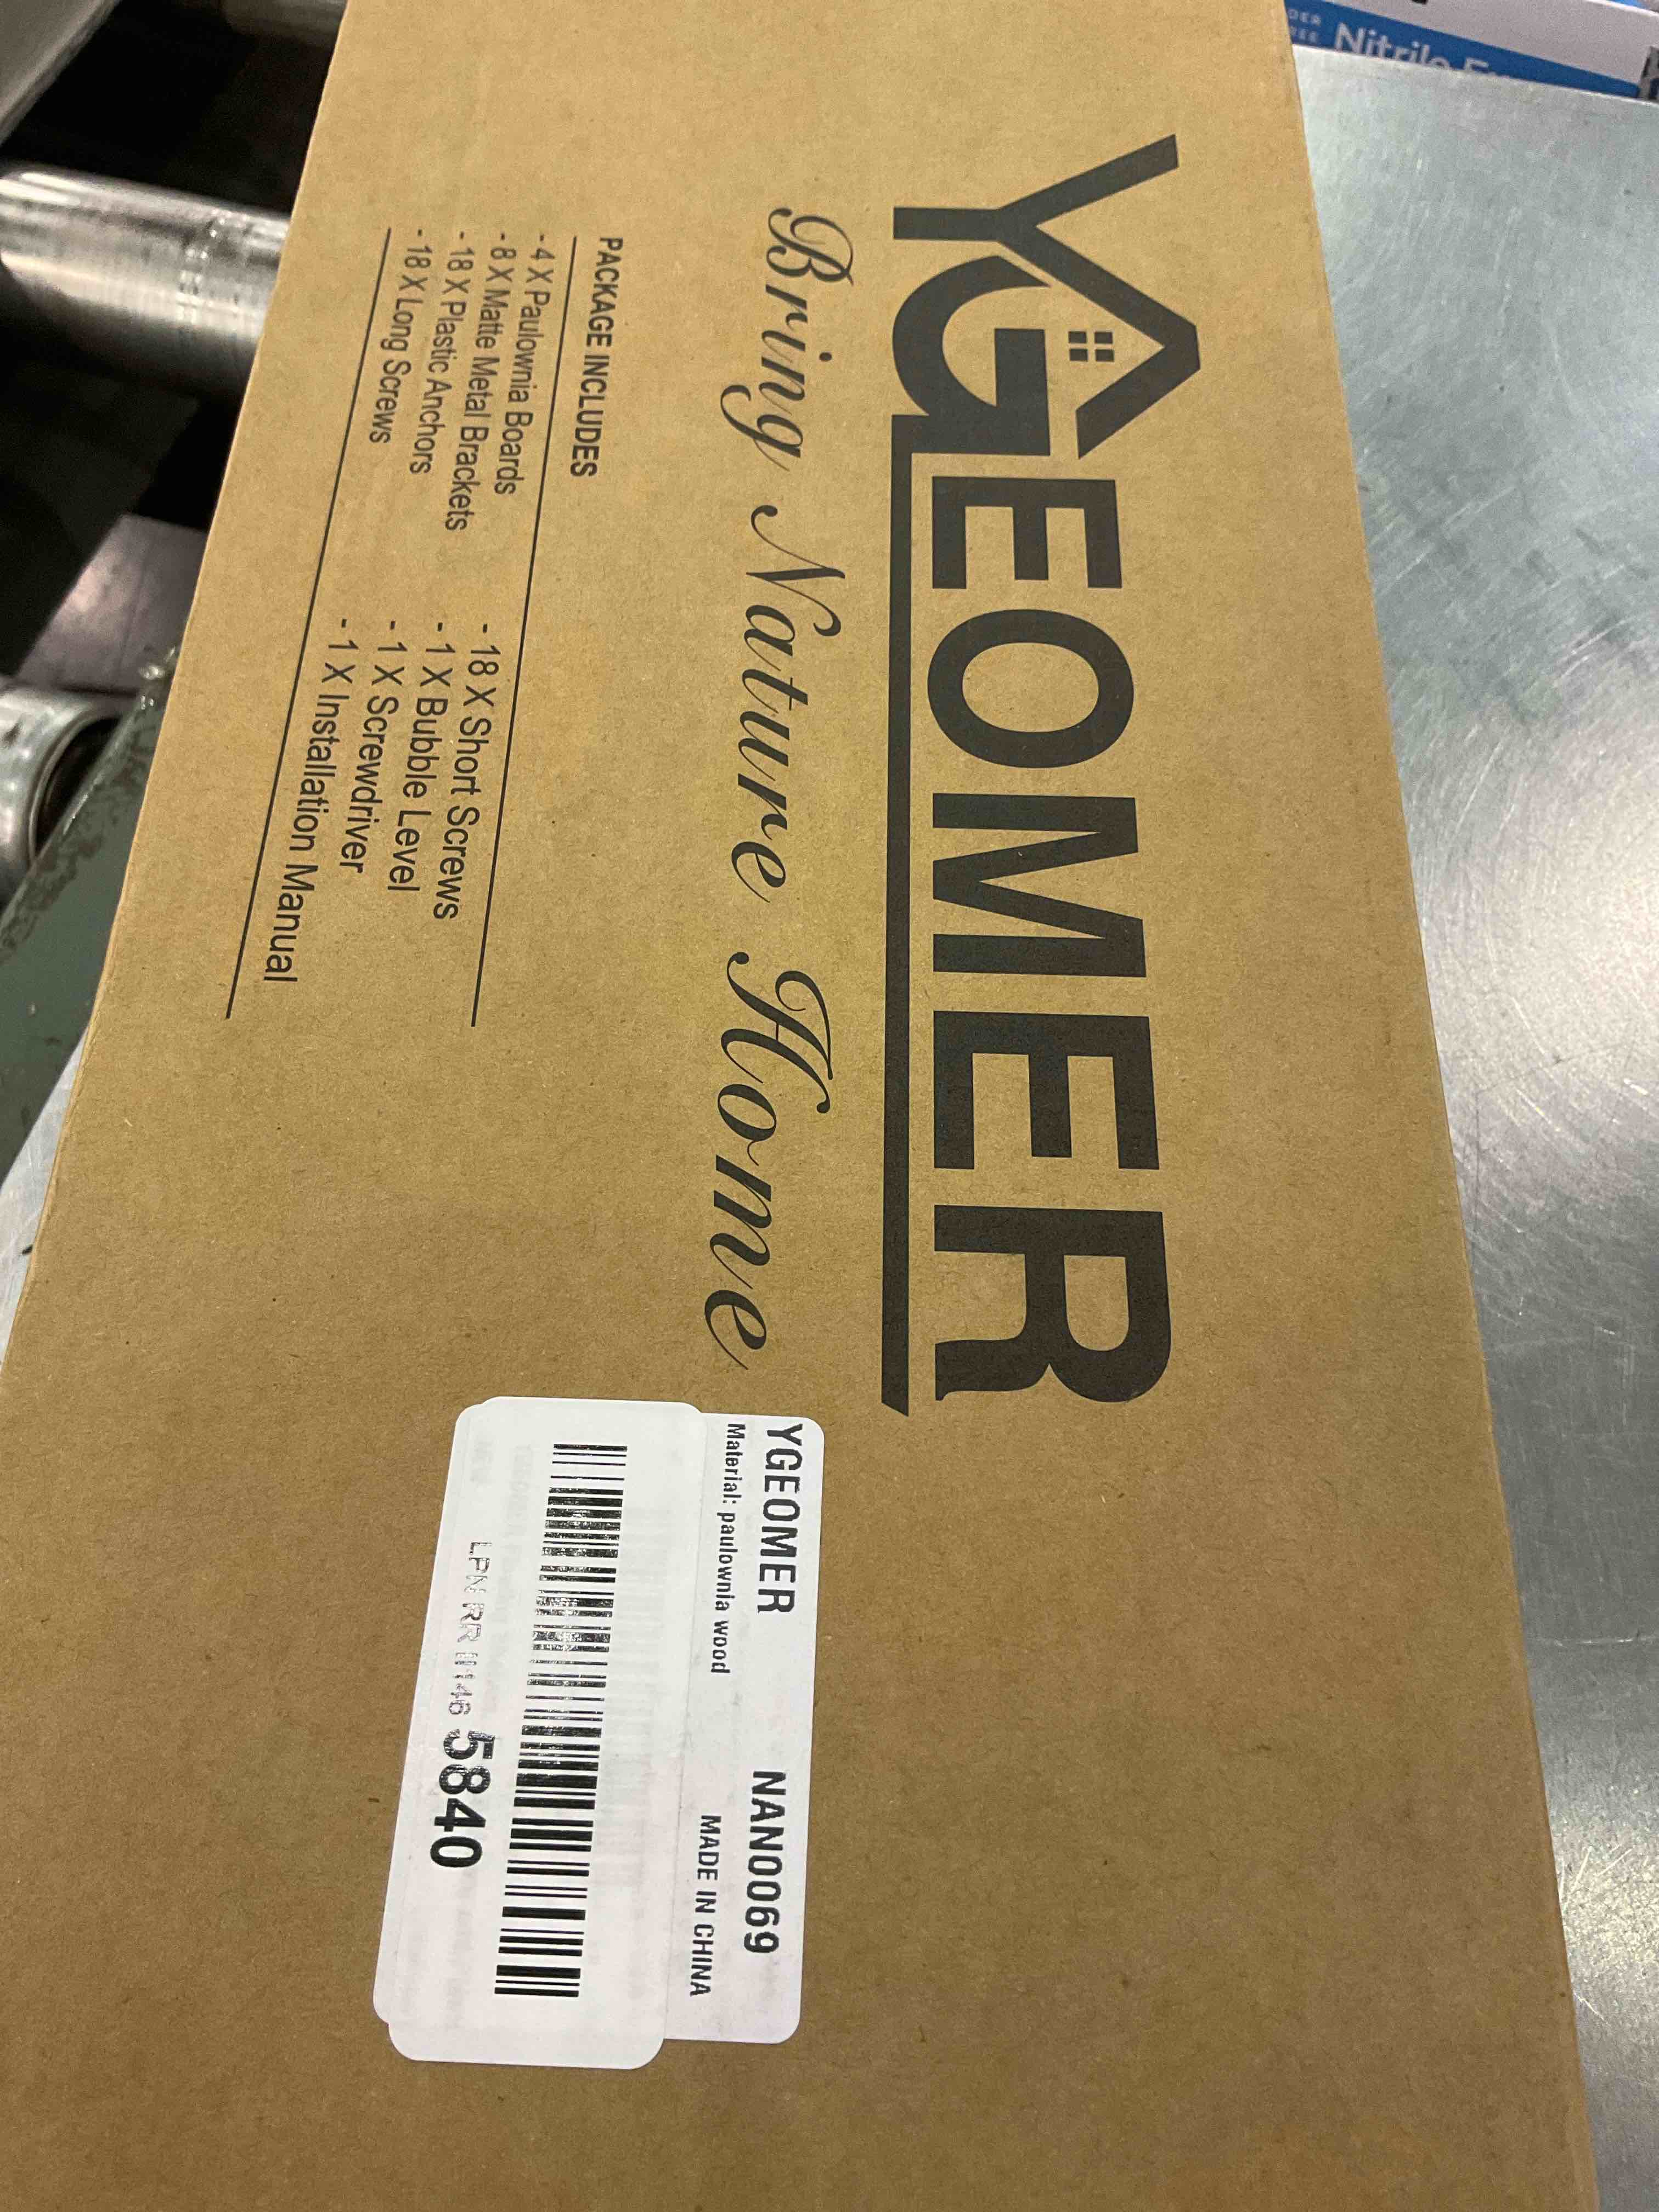 YGEOMER
Bring Nature Home
PACKAGE INCLUDES
- 4 X Paulownia Boards
- 8 X Matte Metal Brackets
- 18 X Plastic Anchors
- 18 X Long Screws
- 18 X Short Screws
- 1 X Bubble Level
- 1 X Screwdriver
- 1 X Installation Manual
YGEOMER NAN0069
Material: paulownia wood MADE IN CHINA
5840
Nitrile